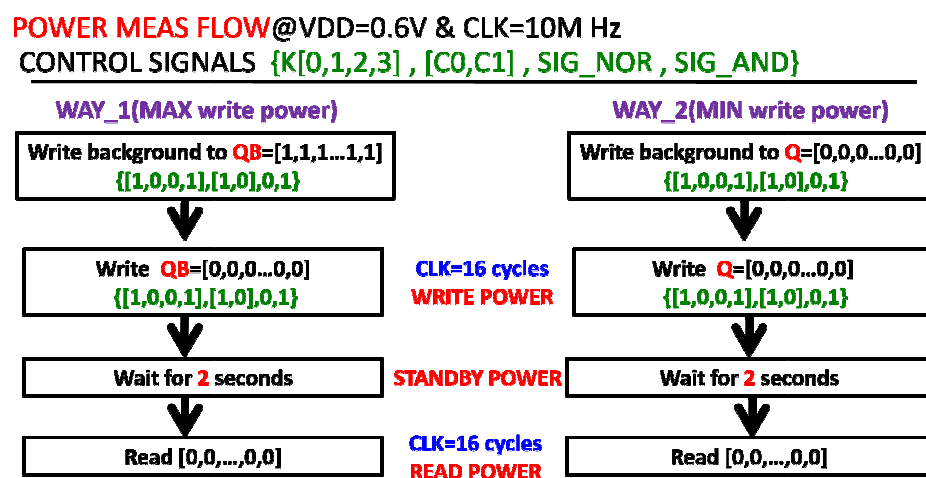 POWER MEAS FLOW@VDD=0.6V & CLK=10M Hz
CONTROL SIGNALS {K[0,1,2,3] , [C0,C1] , SIG_NOR , SIG_AND}
WAY_1(MAX write power)
Write background to QB=[1,1,1…1,1]
{[1,0,0,1],[1,0],0,1}
Write QB=[0,0,0…0,0]
{[1,0,0,1],[1,0],0,1}
Wait for 2 seconds
Read [0,0,…,0,0]
CLK=16 cycles
WRITE POWER
STANDBY POWER
CLK=16 cycles
READ POWER
WAY_2(MIN write power)
Write background to Q=[0,0,0…0,0]
{[1,0,0,1],[1,0],0,1}
Write Q=[0,0,0…0,0]
{[1,0,0,1],[1,0],0,1}
Wait for 2 seconds
Read [0,0,…,0,0]